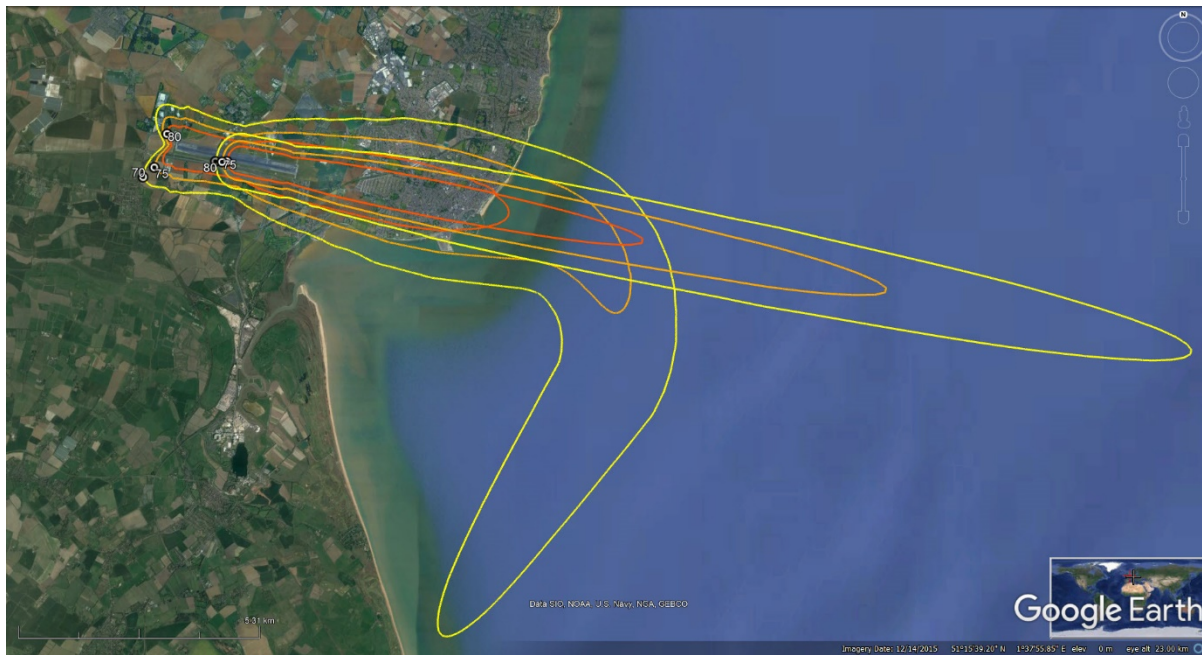 N
80
70
75
80
75
5.31 km
Data SIO, NOAA, U.S. Navy, NGA, GEBCO
Google Earth
Imagery Date: 12/14/2015 51°15'39.20" N 1°37'55.85" E elev 0 m eye alt 23.00 km